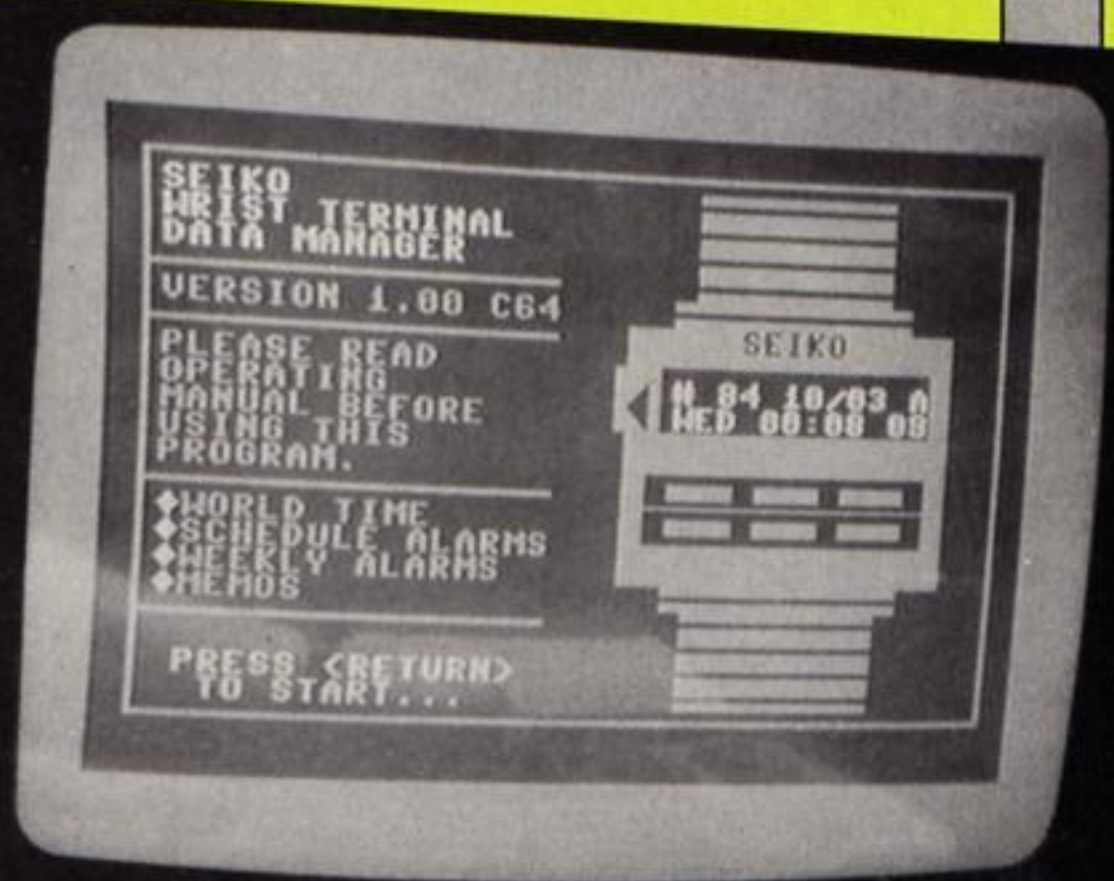 SEIKO
WRIST TERMINAL
DATA MANAGER
VERSION 1.00 C64
PLEASE READ
OPERATING
MANUAL BEFORE
USING THIS
PROGRAM.
◆WORLD TIME
◆SCHEDULE ALARMS
◆WEEKLY ALARMS
◆MEMOS
PRESS <RETURN>
TO START...
SEIKO
84 10/03 A
WED 00:08 08